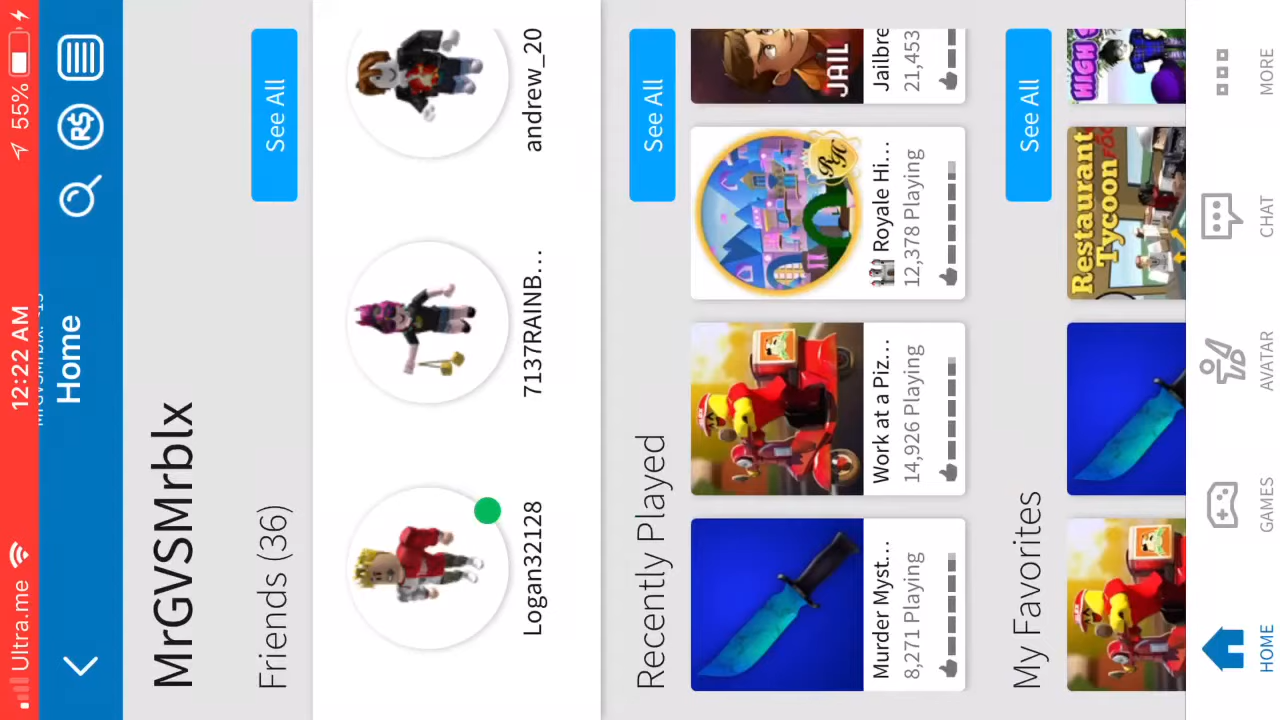 Ultra.me
12:22 AM
55%
Home
R$
MrGVSMrblx
Friends (36)
See All
Logan32128
7137RAINB...
andrew_20
Recently Played
See All
Murder Myst...
8,271 Playing
Work at a Piz...
14,926 Playing
RH
Royale Hi...
12,378 Playing
JAIL
Jailbre
21,453
My Favorites
See All
Restaurant
Tycoon
HIGH
HOME
GAMES
AVATAR
CHAT
MORE